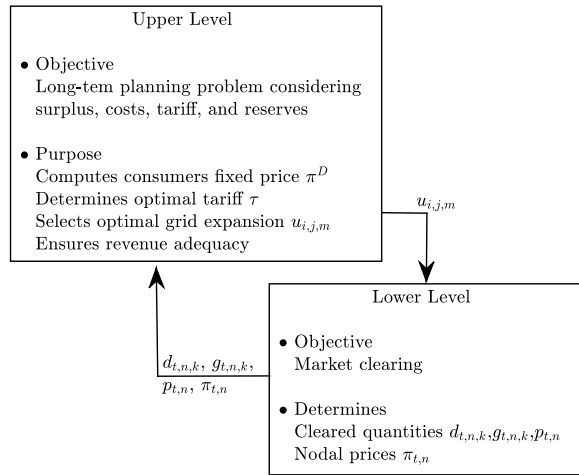 Upper Level
• Objective
Long-tem planning problem considering
surplus, costs, tariff, and reserves
• Purpose
Computes consumers fixed price π^D
Determines optimal tariff τ
Selects optimal grid expansion u_{i,j,m}
Ensures revenue adequacy
u_{i,j,m}
d_{t,n,k}, g_{t,n,k},
p_{t,n}, π_{t,n}
Lower Level
• Objective
Market clearing
• Determines
Cleared quantities d_{t,n,k},g_{t,n,k},p_{t,n}
Nodal prices π_{t,n}